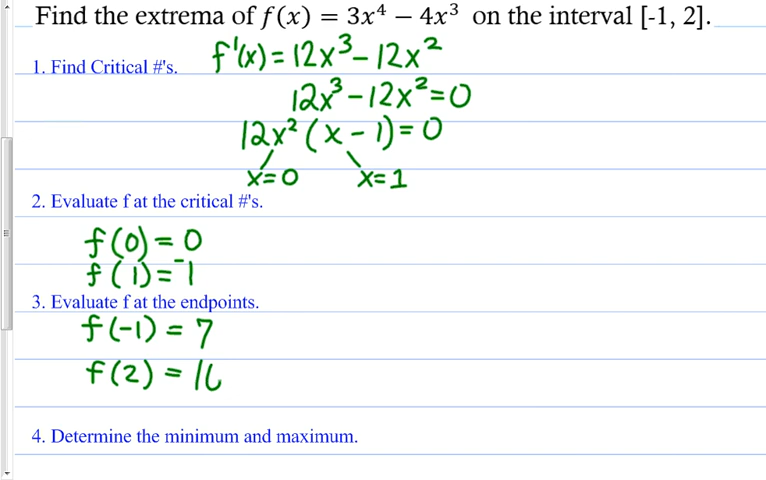 Find the extrema of f(x) = 3x⁴ − 4x³ on the interval [-1, 2].
1. Find Critical #'s.
f'(x) = 12x³ − 12x²
12x³ − 12x² = 0
12x² (x − 1) = 0
x = 0 x = 1
2. Evaluate f at the critical #'s.
f(0) = 0
f(1) = ⁻1
3. Evaluate f at the endpoints.
f(-1) = 7
f(2) = 16
4. Determine the minimum and maximum.